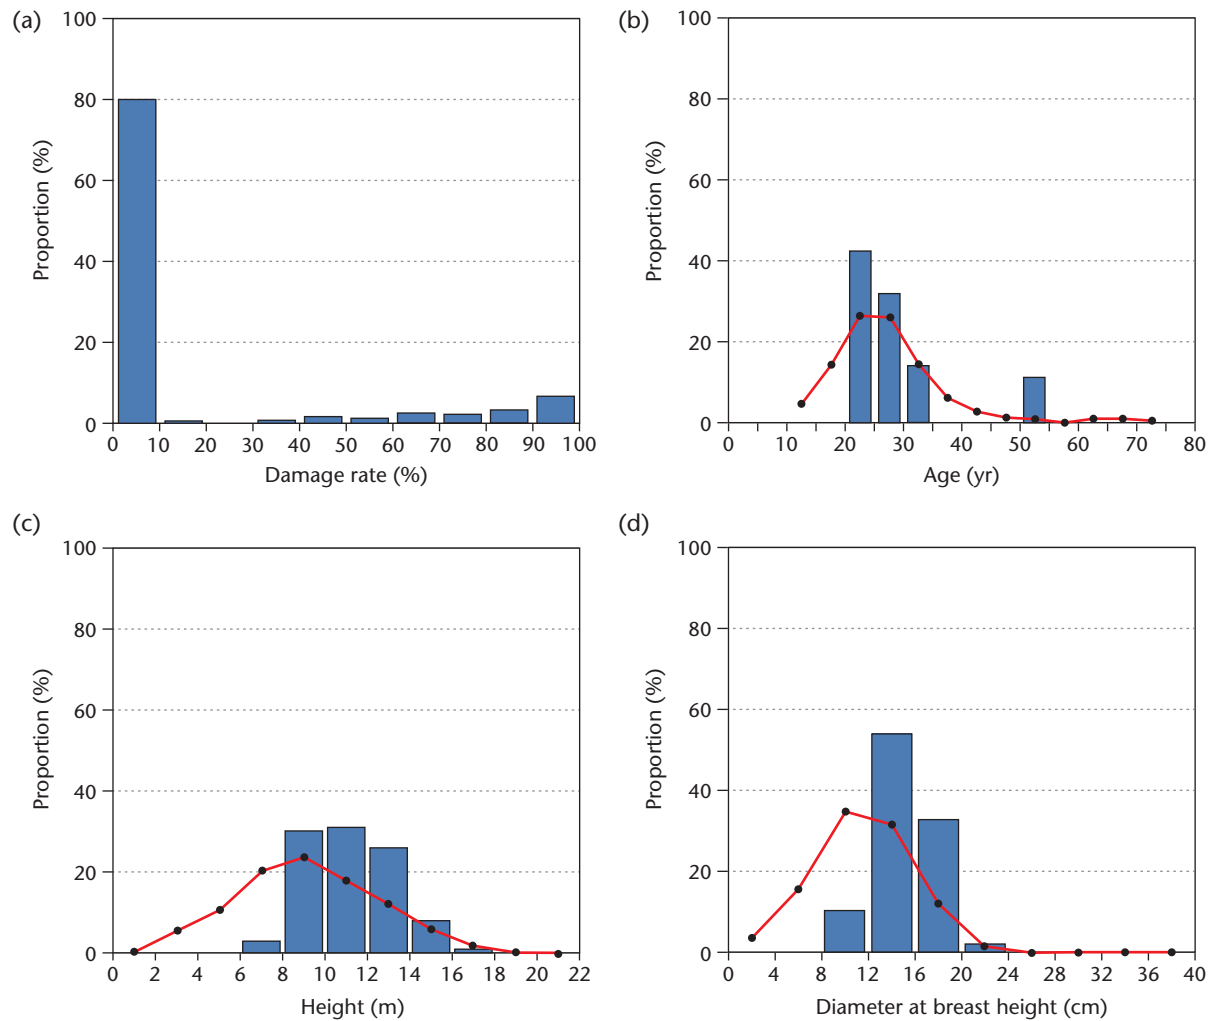 (a)
100
80
60
40
20
0
Proportion (%)
0 10 20 30 40 50 60 70 80 90 100
Damage rate (%)
(b)
100
80
60
40
20
0
Proportion (%)
0 10 20 30 40 50 60 70 80
Age (yr)
(c)
100
80
60
40
20
0
Proportion (%)
0 2 4 6 8 10 12 14 16 18 20 22
Height (m)
(d)
100
80
60
40
20
0
Proportion (%)
0 4 8 12 16 20 24 28 32 36 40
Diameter at breast height (cm)